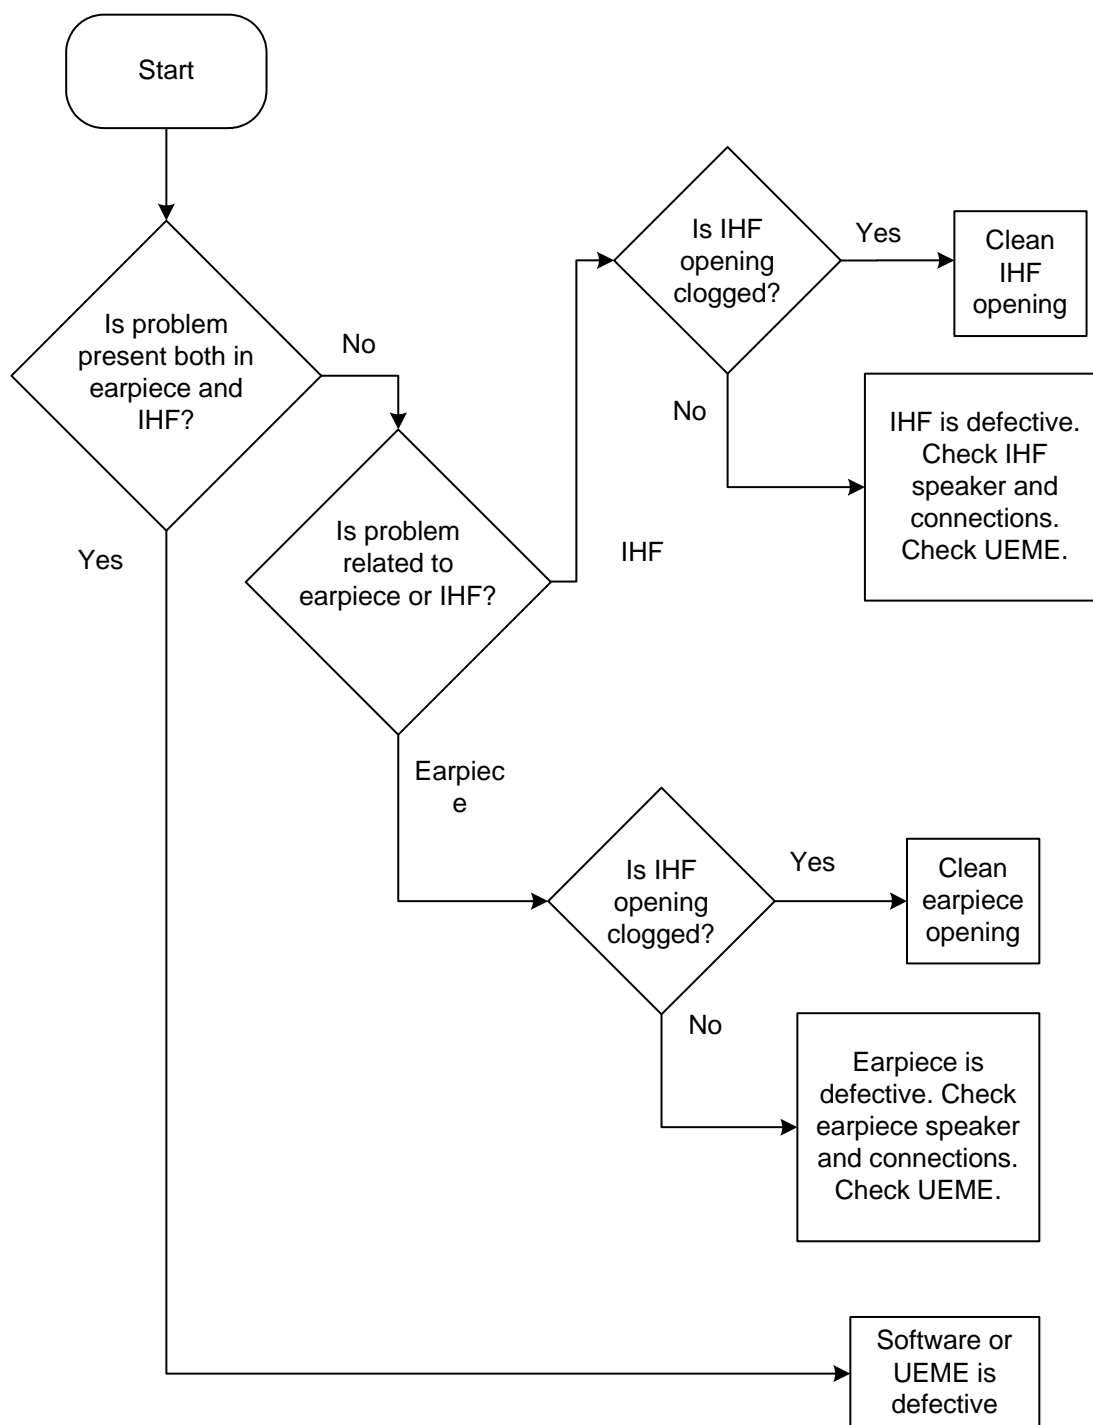 Start
Is problem
present both in
earpiece and
IHF?
No
Yes
Is problem
related to
earpiece or IHF?
IHF
Is IHF
opening
clogged?
Yes
Clean
IHF
opening
No
IHF is defective.
Check IHF
speaker and
connections.
Check UEME.
Earpiec
e
Is IHF
opening
clogged?
Yes
Clean
earpiece
opening
No
Earpiece is
defective. Check
earpiece speaker
and connections.
Check UEME.
Software or
UEME is
defective